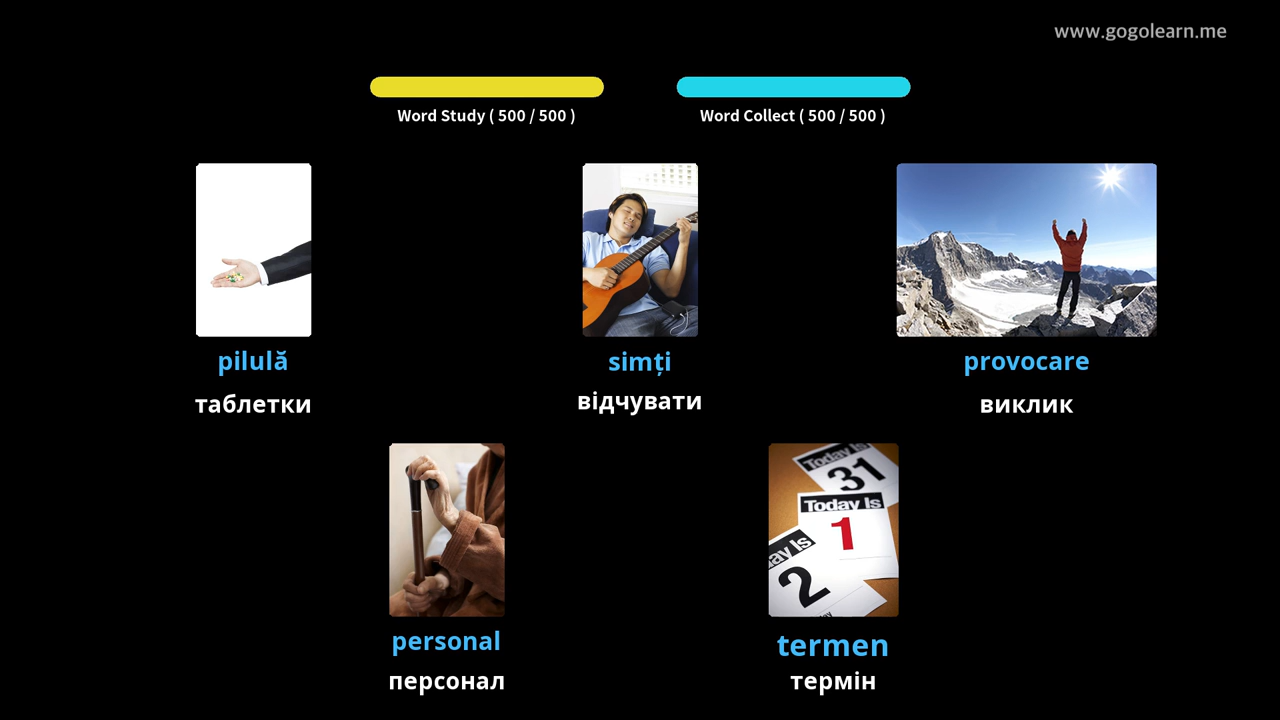 www.gogolearn.me
Word Study ( 500 / 500 )
Word Collect ( 500 / 500 )
pilulă
simți
provocare
таблетки
відчувати
виклик
Today Is
31
Today Is
1
ay Is
2
personal
termen
персонал
термін